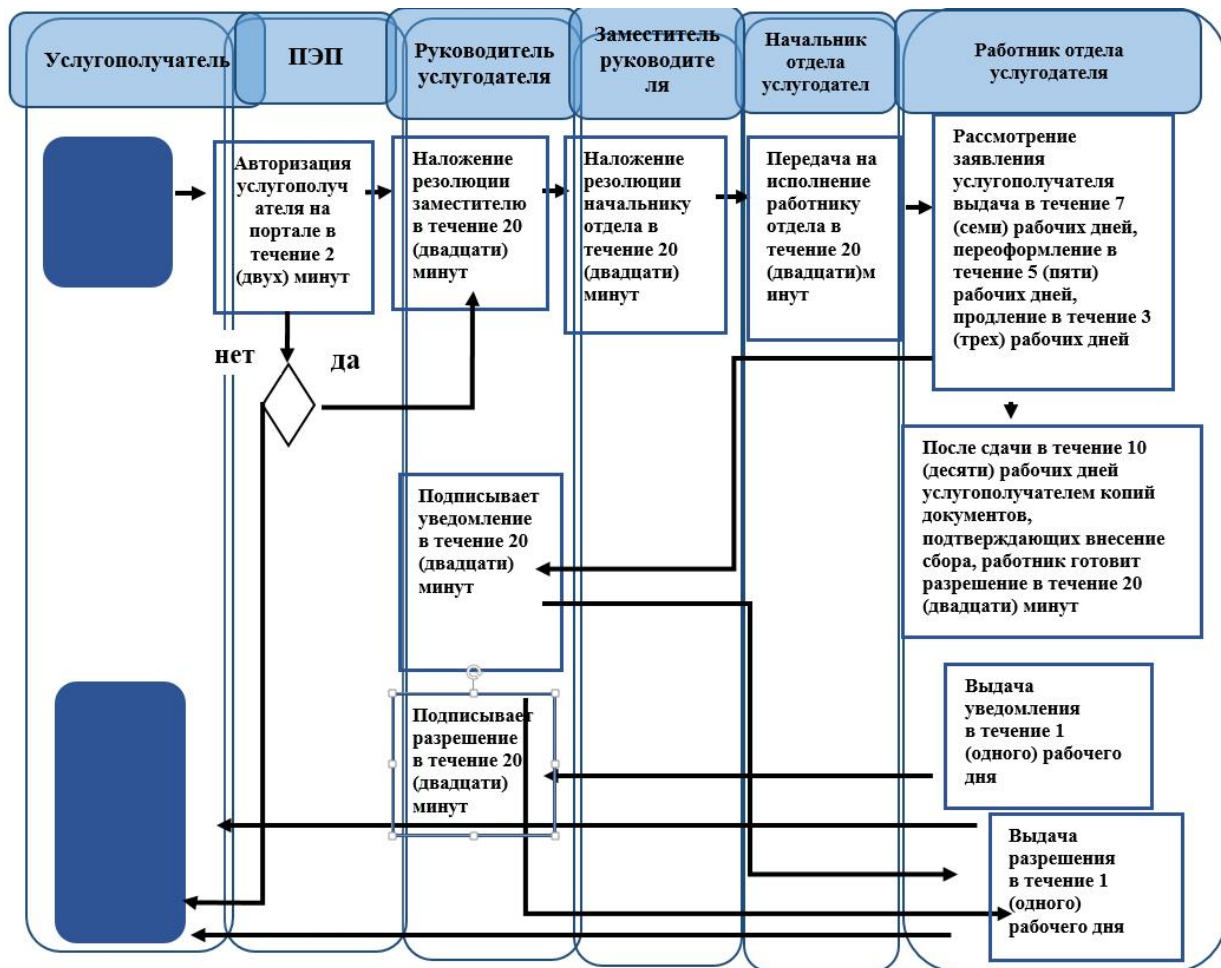 Услугополучатель
ПЭП
Руководитель
услугодателя
Заместитель
руководите
ля
Начальник
отдела
услугодател
Работник отдела
услугодателя
Авторизация
услугополуч
ателя на
портале в
течение 2
(двух) минут
Наложение
резолюции
заместителю
в течение 20
(двадцати)
минут
Наложение
резолюции
начальнику
отдела в
течение 20
(двадцати)
минут
Передача на
исполнение
работнику
отдела в
течение 20
(двадцати)м
инут
Рассмотрение
заявления
услугополучателя
выдача в течение 7
(семи) рабочих дней,
переоформление в
течение 5 (пяти)
рабочих дней,
продление в течение 3
(трех) рабочих дней
нет
да
После сдачи в течение 10
(десяти) рабочих дней
услугополучателем копий
документов,
подтверждающих внесение
сбора, работник готовит
разрешение в течение 20
(двадцати) минут
Подписывает
уведомление
в течение 20
(двадцати)
минут
Подписывает
разрешение
в течение 20
(двадцати)
минут
Выдача
уведомления
в течение 1
(одного) рабочего
дня
Выдача
разрешения
в течение 1
(одного)
рабочего дня